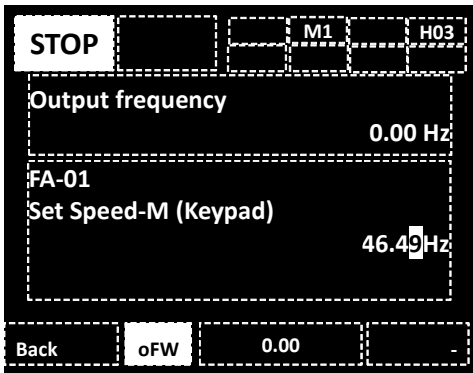 STOP M1 H03
Output frequency
0.00 Hz
FA-01
Set Speed-M (Keypad)
46.49Hz
Back oFW 0.00 -